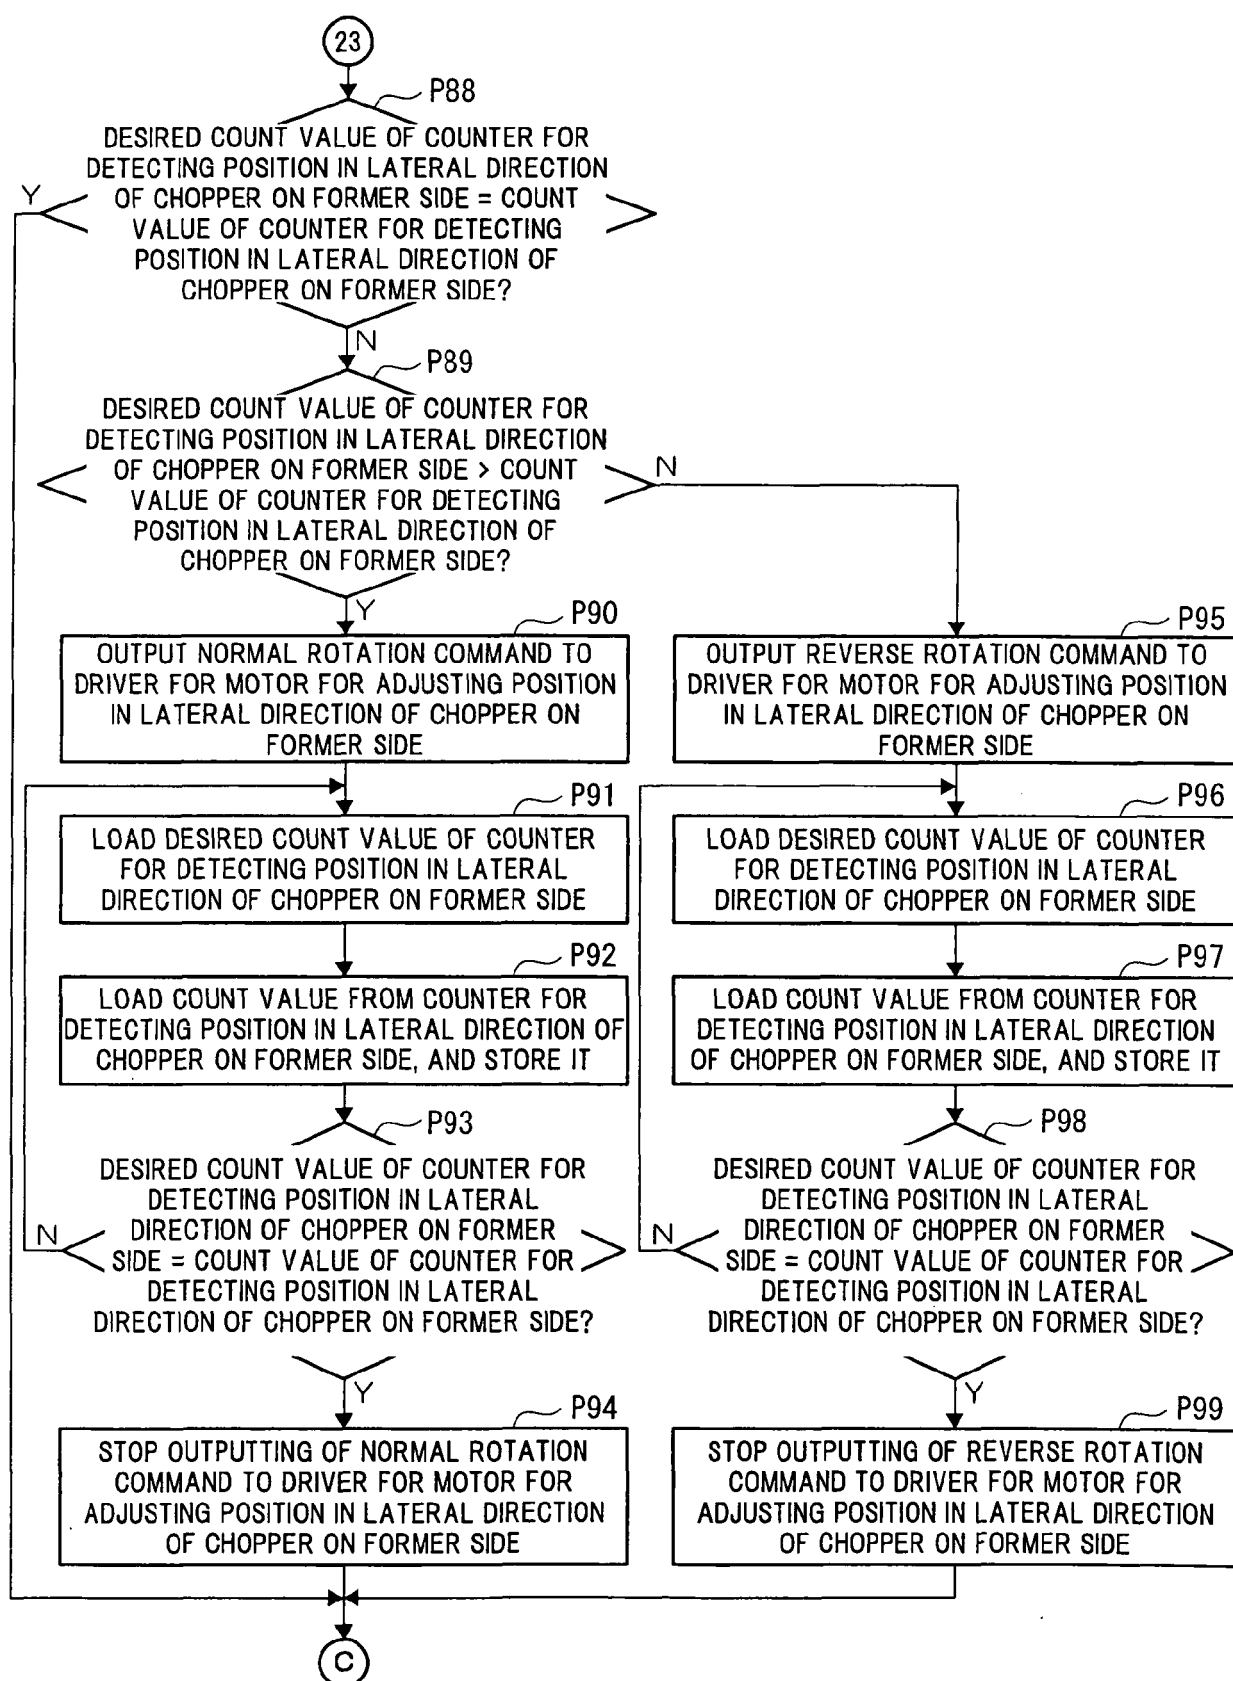 23
P88
DESIRED COUNT VALUE OF COUNTER FOR
DETECTING POSITION IN LATERAL DIRECTION
OF CHOPPER ON FORMER SIDE = COUNT
VALUE OF COUNTER FOR DETECTING
POSITION IN LATERAL DIRECTION OF
CHOPPER ON FORMER SIDE?
Y
N
P89
DESIRED COUNT VALUE OF COUNTER FOR
DETECTING POSITION IN LATERAL DIRECTION
OF CHOPPER ON FORMER SIDE > COUNT
VALUE OF COUNTER FOR DETECTING
POSITION IN LATERAL DIRECTION OF
CHOPPER ON FORMER SIDE?
N
Y
P90
OUTPUT NORMAL ROTATION COMMAND TO
DRIVER FOR MOTOR FOR ADJUSTING POSITION
IN LATERAL DIRECTION OF CHOPPER ON
FORMER SIDE
P91
LOAD DESIRED COUNT VALUE OF COUNTER
FOR DETECTING POSITION IN LATERAL
DIRECTION OF CHOPPER ON FORMER SIDE
P92
LOAD COUNT VALUE FROM COUNTER FOR
DETECTING POSITION IN LATERAL DIRECTION OF
CHOPPER ON FORMER SIDE, AND STORE IT
P93
DESIRED COUNT VALUE OF COUNTER FOR
DETECTING POSITION IN LATERAL
DIRECTION OF CHOPPER ON FORMER
SIDE = COUNT VALUE OF COUNTER FOR
DETECTING POSITION IN LATERAL
DIRECTION OF CHOPPER ON FORMER SIDE?
N
Y
P94
STOP OUTPUTTING OF NORMAL ROTATION
COMMAND TO DRIVER FOR MOTOR FOR
ADJUSTING POSITION IN LATERAL DIRECTION
OF CHOPPER ON FORMER SIDE
P95
OUTPUT REVERSE ROTATION COMMAND TO
DRIVER FOR MOTOR FOR ADJUSTING POSITION
IN LATERAL DIRECTION OF CHOPPER ON
FORMER SIDE
P96
LOAD DESIRED COUNT VALUE OF COUNTER
FOR DETECTING POSITION IN LATERAL
DIRECTION OF CHOPPER ON FORMER SIDE
P97
LOAD COUNT VALUE FROM COUNTER FOR
DETECTING POSITION IN LATERAL DIRECTION
OF CHOPPER ON FORMER SIDE, AND STORE IT
P98
DESIRED COUNT VALUE OF COUNTER FOR
DETECTING POSITION IN LATERAL
DIRECTION OF CHOPPER ON FORMER
SIDE = COUNT VALUE OF COUNTER FOR
DETECTING POSITION IN LATERAL
DIRECTION OF CHOPPER ON FORMER SIDE?
N
Y
P99
STOP OUTPUTTING OF REVERSE ROTATION
COMMAND TO DRIVER FOR MOTOR FOR
ADJUSTING POSITION IN LATERAL DIRECTION
OF CHOPPER ON FORMER SIDE
C